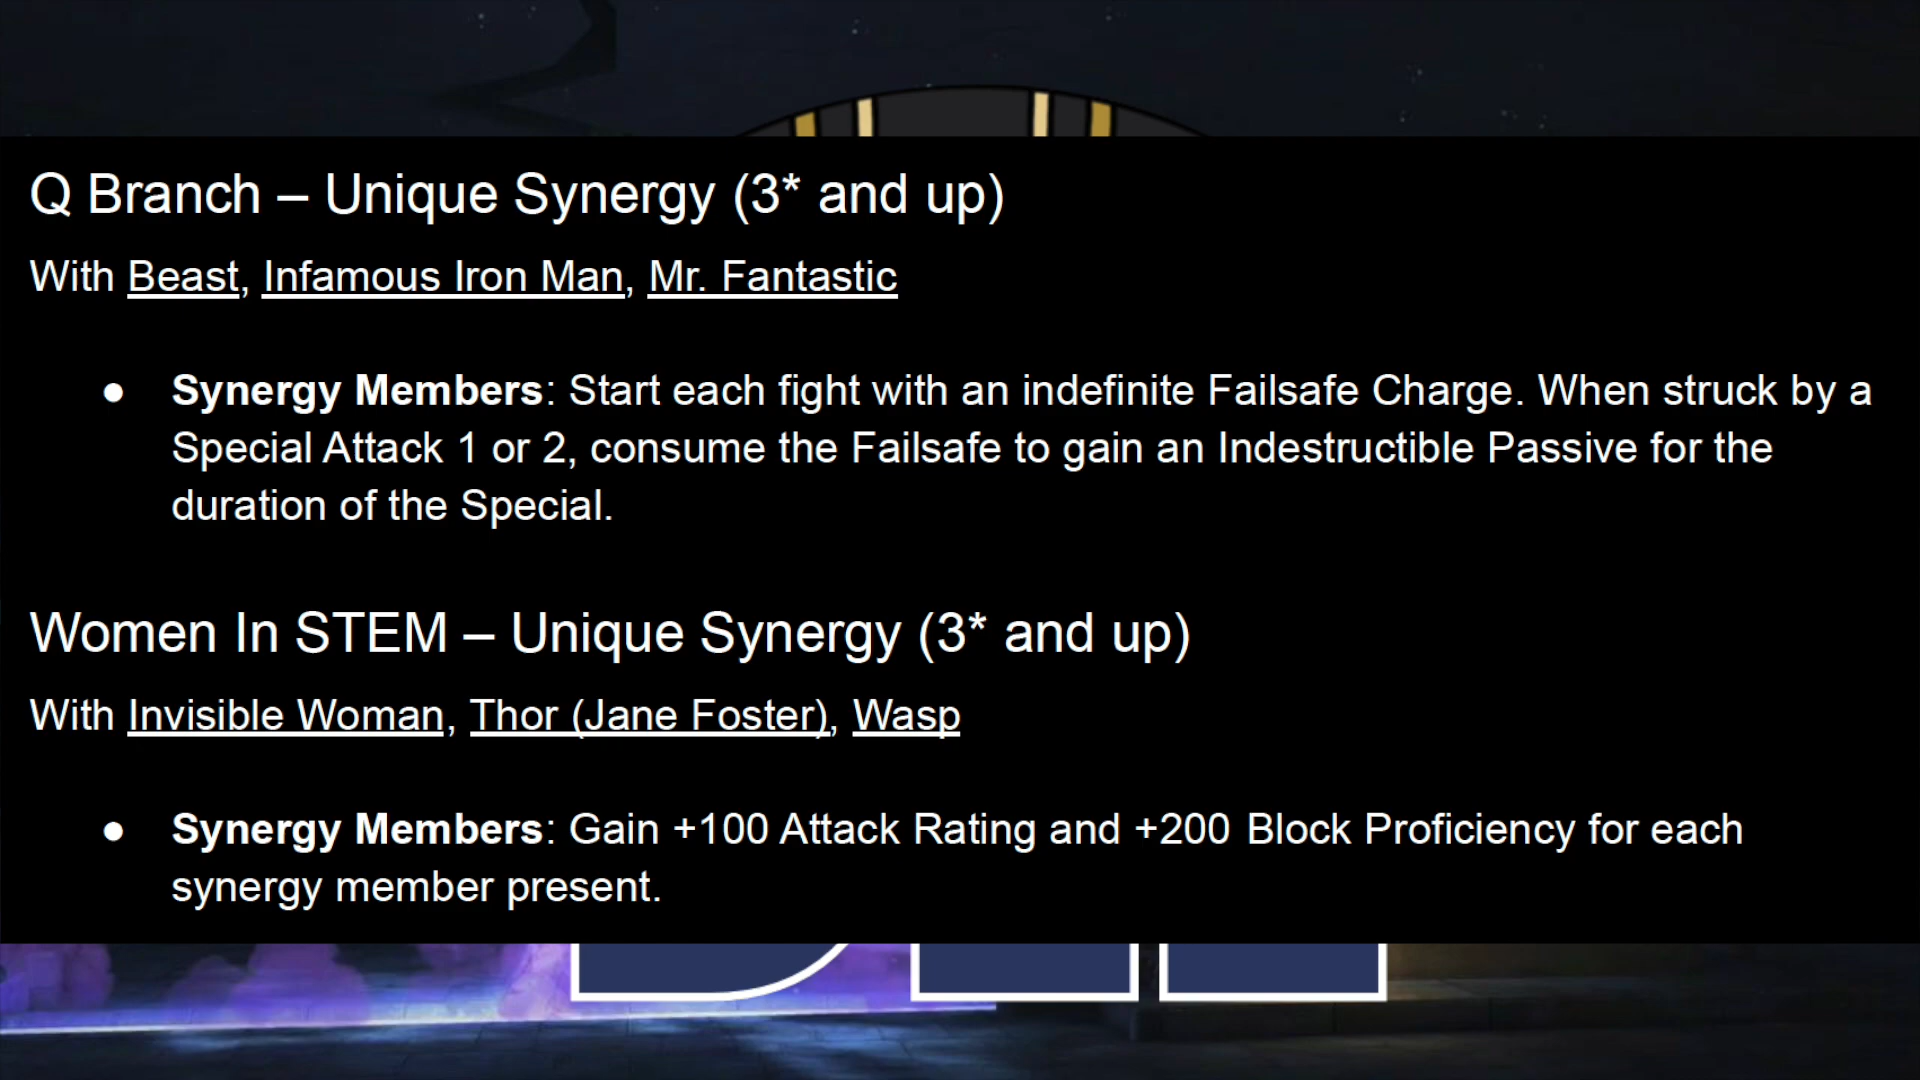 Q Branch – Unique Synergy (3* and up)
With Beast, Infamous Iron Man, Mr. Fantastic
● Synergy Members: Start each fight with an indefinite Failsafe Charge. When struck by a
Special Attack 1 or 2, consume the Failsafe to gain an Indestructible Passive for the
duration of the Special.
Women In STEM – Unique Synergy (3* and up)
With Invisible Woman, Thor (Jane Foster), Wasp
● Synergy Members: Gain +100 Attack Rating and +200 Block Proficiency for each
synergy member present.